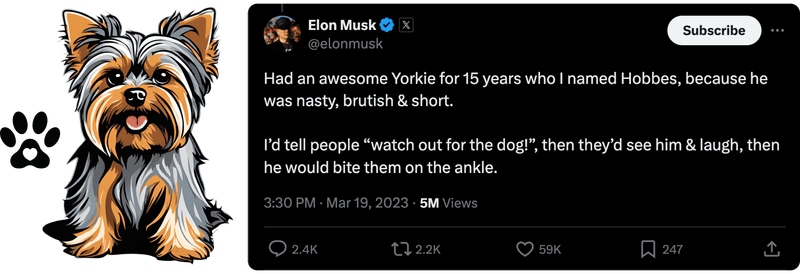 Elon Musk
@elonmusk
Subscribe
Had an awesome Yorkie for 15 years who I named Hobbes, because he
was nasty, brutish & short.
I’d tell people “watch out for the dog!”, then they’d see him & laugh, then
he would bite them on the ankle.
3:30 PM · Mar 19, 2023 · 5M Views
2.4K
2.2K
59K
247